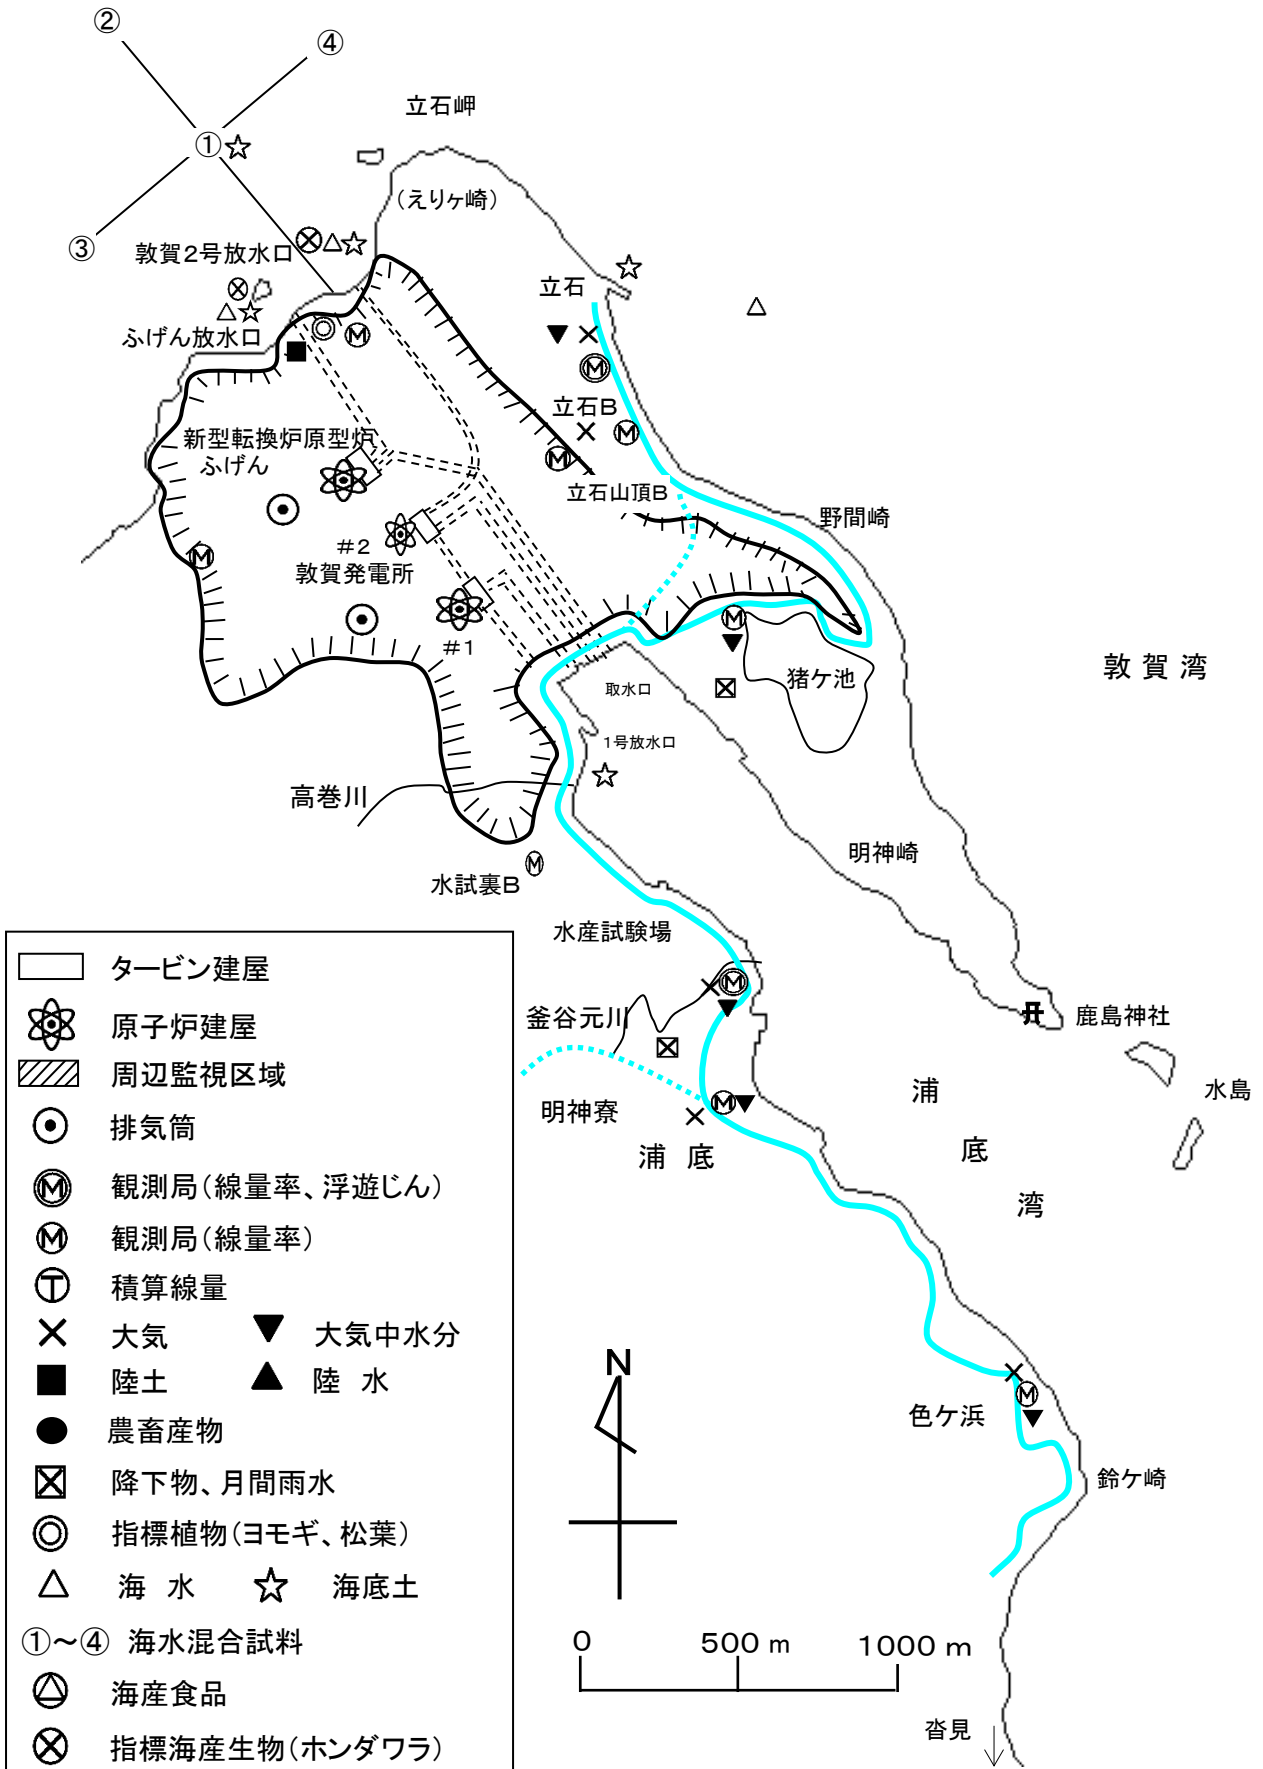 ②
④
立石岬
①
(えりヶ崎)
③
敦賀2号放水口
立石
ふげん放水口
M
M
立石B
M
新型転換炉原型炉
ふげん
M
立石山頂B
野間崎
#2
M
敦賀発電所
#1
M
敦賀湾
猪ケ池
取水口
1号放水口
高巻川
明神崎
M
水試裏B
水産試験場
M
釜谷元川
鹿島神社
水島
明神寮
M
浦底
浦
底
湾
タービン建屋
原子炉建屋
周辺監視区域
排気筒
M 観測局(線量率、浮遊じん)
M 観測局(線量率)
T 積算線量
大気 大気中水分
陸土 陸 水
農畜産物
降下物、月間雨水
指標植物(ヨモギ、松葉)
海 水 海底土
①~④ 海水混合試料
海産食品
指標海産生物(ホンダワラ)
N
M
色ケ浜
鈴ケ崎
0 500 m 1000 m
沓見